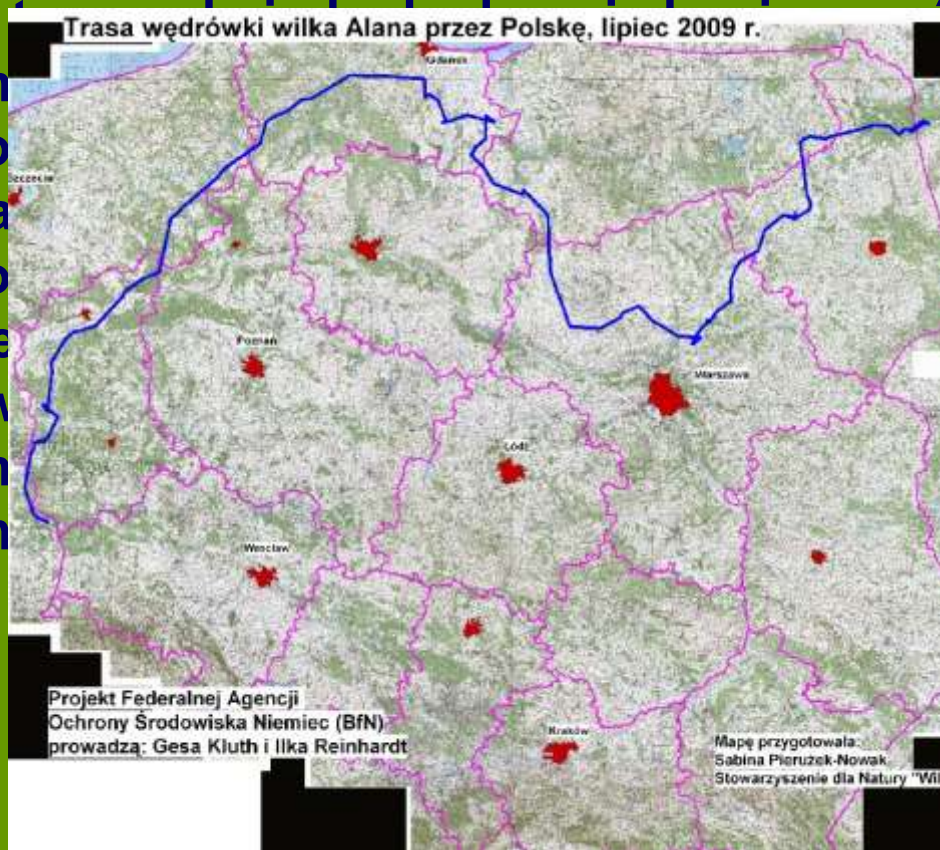 Trasa wędrówki wilka Alana przez Polskę, lipiec 2009 r.
Gdańsk
Szczecin
Poznań
Warszawa
Łódź
Wrocław
Kraków
Projekt Federalnej Agencji
Ochrony Środowiska Niemiec (BfN)
prowadzą: Gesa Kluth i Ilka Reinhardt
Mapę przygotowała:
Sabina Pierużek-Nowak
Stowarzyszenie dla Natury "Wil